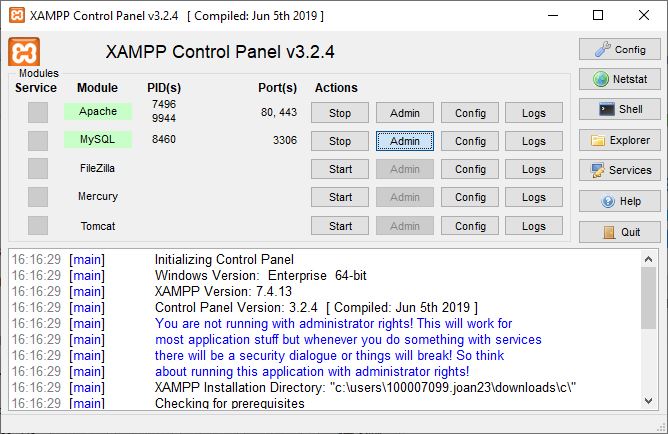 XAMPP Control Panel v3.2.4 [ Compiled: Jun 5th 2019 ]
XAMPP Control Panel v3.2.4
Config
Modules
Service Module PID(s) Port(s) Actions
Netstat
Apache 7496 9944 80, 443 Stop Admin Config Logs
Shell
MySQL 8460 3306 Stop Admin Config Logs
Explorer
FileZilla Start Admin Config Logs
Services
Mercury Start Admin Config Logs
Help
Tomcat Start Admin Config Logs
Quit
16:16:29 [main] Initializing Control Panel
16:16:29 [main] Windows Version: Enterprise 64-bit
16:16:29 [main] XAMPP Version: 7.4.13
16:16:29 [main] Control Panel Version: 3.2.4 [ Compiled: Jun 5th 2019 ]
16:16:29 [main] You are not running with administrator rights! This will work for
16:16:29 [main] most application stuff but whenever you do something with services
16:16:29 [main] there will be a security dialogue or things will break! So think
16:16:29 [main] about running this application with administrator rights!
16:16:29 [main] XAMPP Installation Directory: "c:\users\100007099.joan23\downloads\c\"
16:16:29 [main] Checking for prerequisites